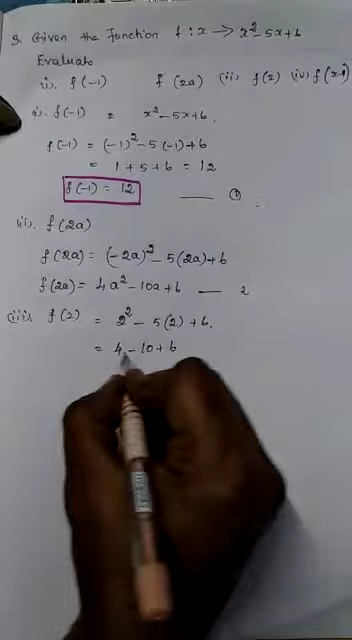 3. Given the Function f : x → x² - 5x + 6
Evaluate
i). f(-1) f(2a) (ii) f(2) (iv) f(x-1)
i). f(-1) = x² - 5x + 6.
f(-1) = (-1)² - 5(-1) + 6
= 1 + 5 + 6 = 12
f(-1) = 12 —— ①
(ii). f(2a)
f(2a) = (-2a)² - 5(2a) + 6
f(2a) = 4a² - 10a + 6 —— 2
(iii). f(2) = 2² - 5(2) + 6.
= 4 - 10 + 6